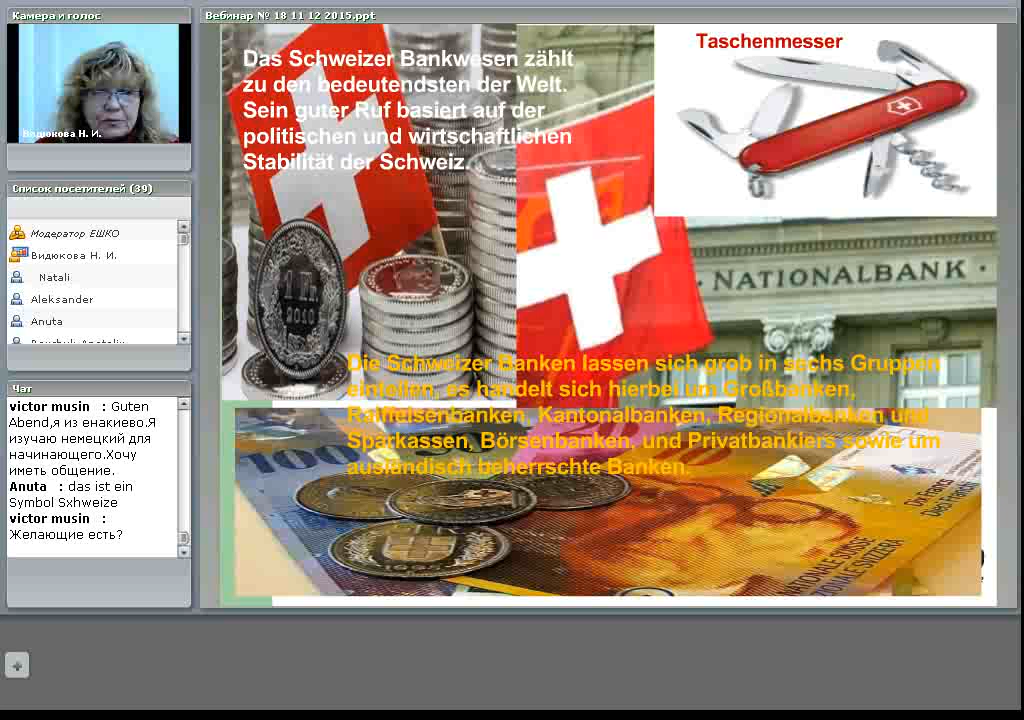 Камера и голос
Видюкова Н. И.
Список посетителей (39)
Модератор ЕШКО
Видюкова Н. И.
Natali
Aleksander
Anuta
Чат
victor musin : Guten
Abend,я из енакиево.Я
изучаю немецкий для
начинающего.Хочу
иметь общение.
Anuta : das ist ein
Symbol Sxhweize
victor musin :
Желающие есть?
Вебинар № 18 11 12 2015.ppt
Das Schweizer Bankwesen zählt
zu den bedeutendsten der Welt.
Sein guter Ruf basiert auf der
politischen und wirtschaftlichen
Stabilität der Schweiz.
Taschenmesser
· NATIONALBANK ·
Die Schweizer Banken lassen sich grob in sechs Gruppen
einteilen, es handelt sich hierbei um Großbanken,
Raiffeisenbanken, Kantonalbanken, Regionalbanken und
Sparkassen, Börsenbanken, und Privatbankiers sowie um
ausländisch beherrschte Banken.
1995